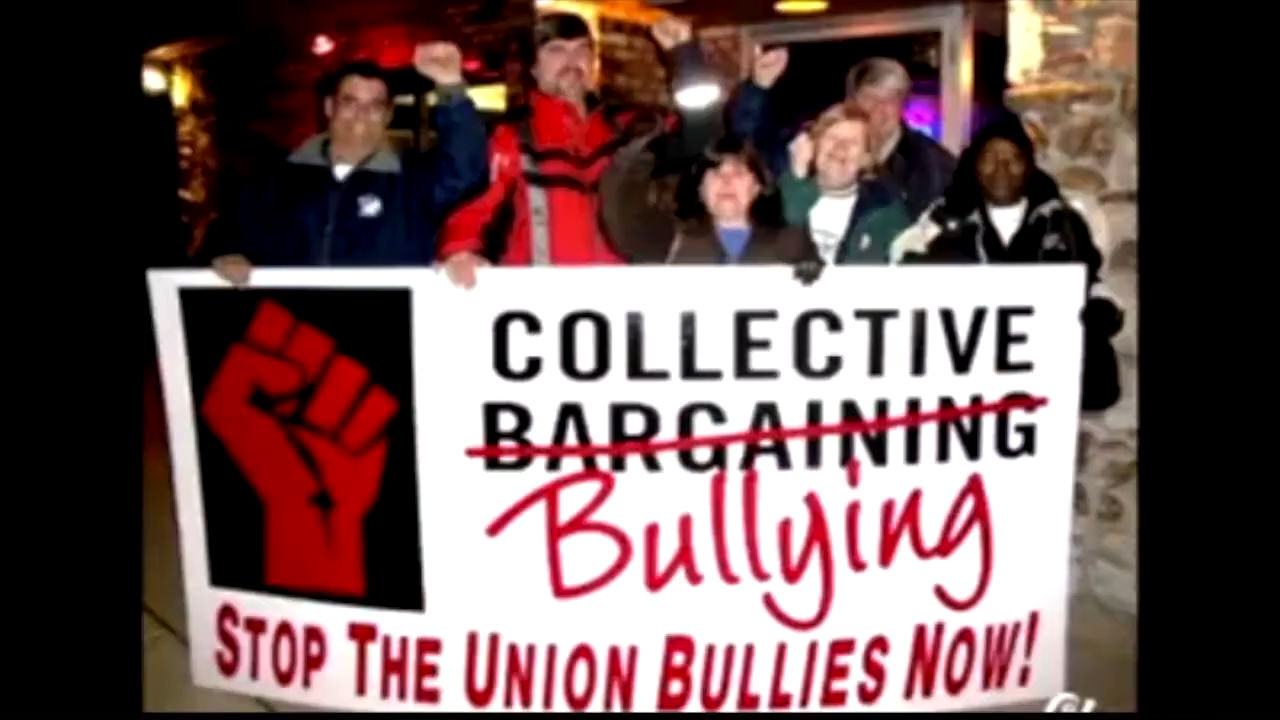 COLLECTIVE
BARGAINING
Bullying
STOP THE UNION BULLIES NOW!